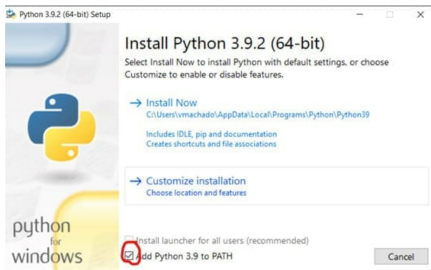 Python 3.9.2 (64-bit) Setup
Install Python 3.9.2 (64-bit)
Select Install Now to install Python with default settings, or choose
Customize to enable or disable features.
→ Install Now
C:\Users\vmachado\AppData\Local\Programs\Python\Python39
Includes IDLE, pip and documentation
Creates shortcuts and file associations
→ Customize installation
Choose location and features
python
for
windows
Install launcher for all users (recommended)
Add Python 3.9 to PATH
Cancel